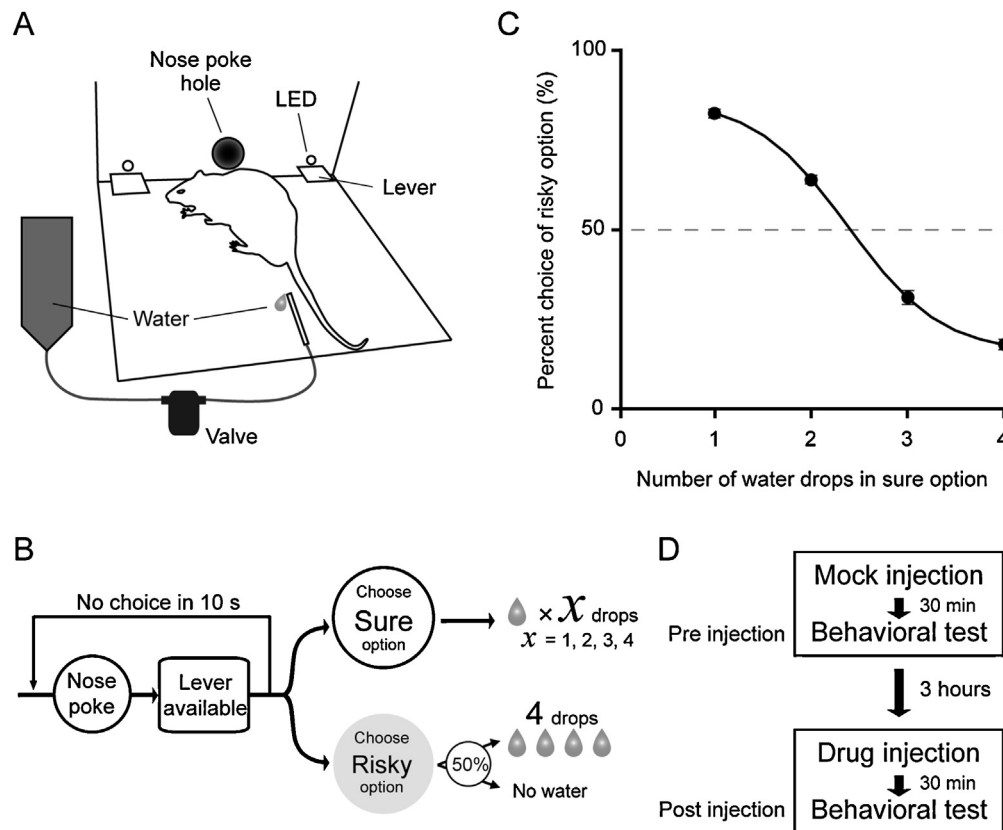 A
Nose poke
hole
LED
Lever
Water
Valve
C
Percent choice of risky option (%)
100
50
0
0 1 2 3 4
Number of water drops in sure option
B
No choice in 10 s
Nose
poke
Lever
available
Choose
Sure
option
× x drops
x = 1, 2, 3, 4
Choose
Risky
option
50%
4 drops
No water
D
Mock injection
30 min
Pre injection
Behavioral test
3 hours
Drug injection
30 min
Post injection
Behavioral test